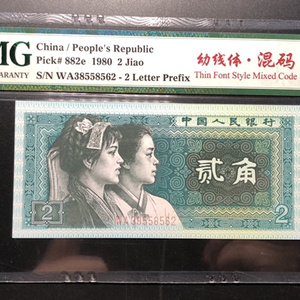 MG
GUARANTY
China / People's Republic
Pick# 882e 1980 2 Jiao
S/N WA38558562 - 2 Letter Prefix
幼线体·混码
Thin Font Style Mixed Code
中国人民银行
贰角
2
WA38558562
2